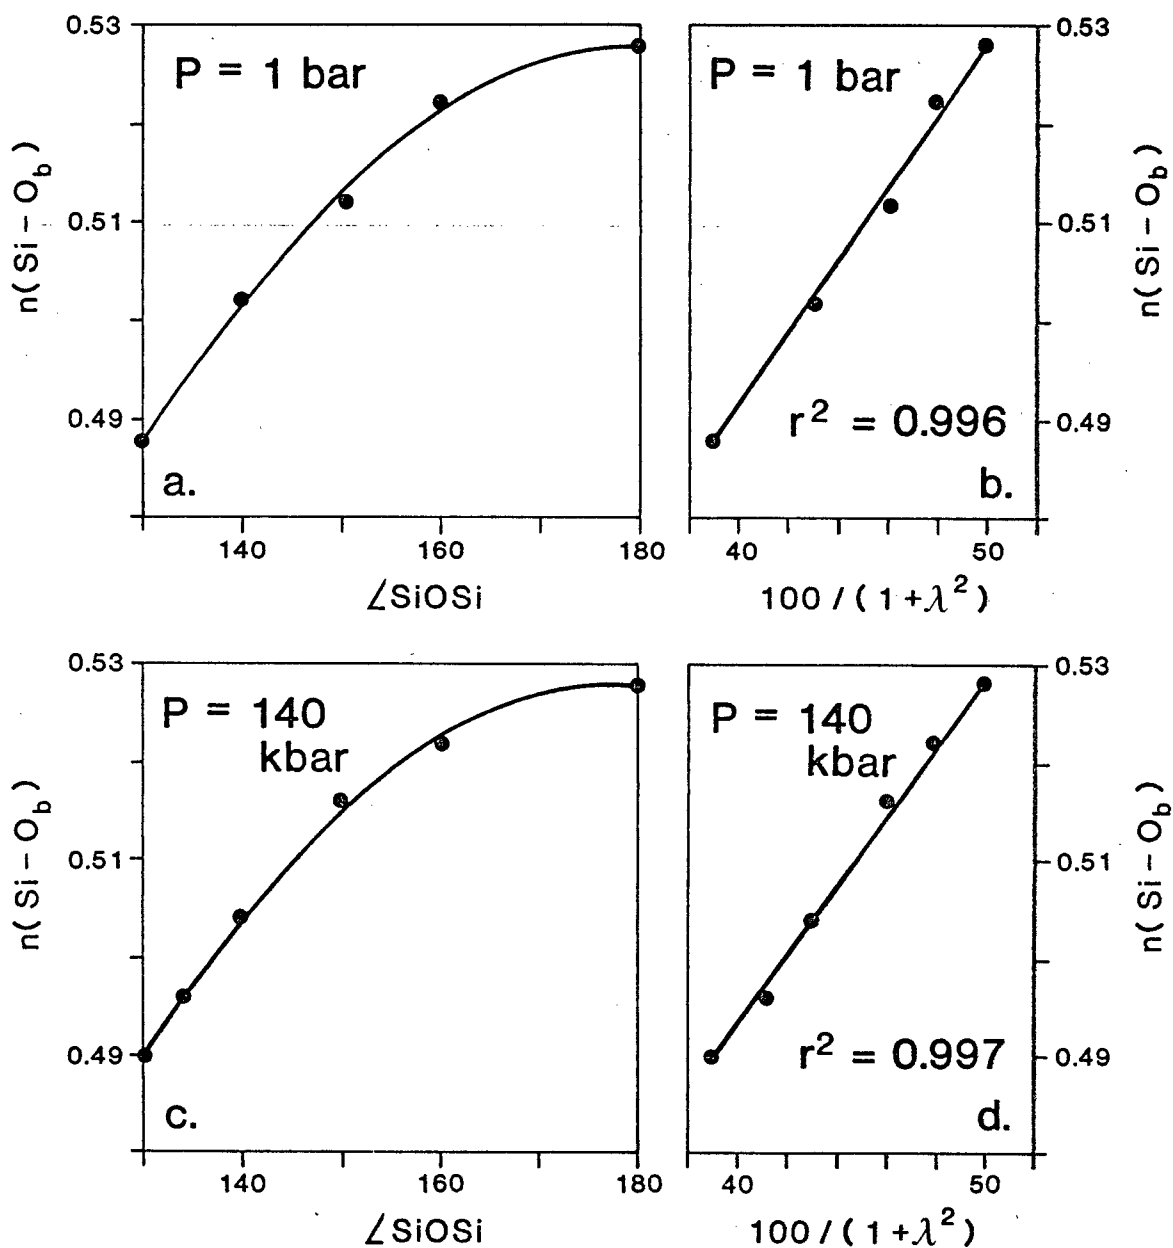 0.53
P = 1 bar
n(Si – O_b)
0.51
0.49
a.
140 160 180
∠SiOSi
0.53
P = 1 bar
n(Si – O_b)
0.51
r² = 0.996
0.49
b.
40 50
100 / (1+λ²)
0.53
P = 140
kbar
n(Si – O_b)
0.51
0.49
c.
140 160 180
∠SiOSi
0.53
P = 140
kbar
n(Si – O_b)
0.51
r² = 0.997
0.49
d.
40 50
100 / (1+λ²)